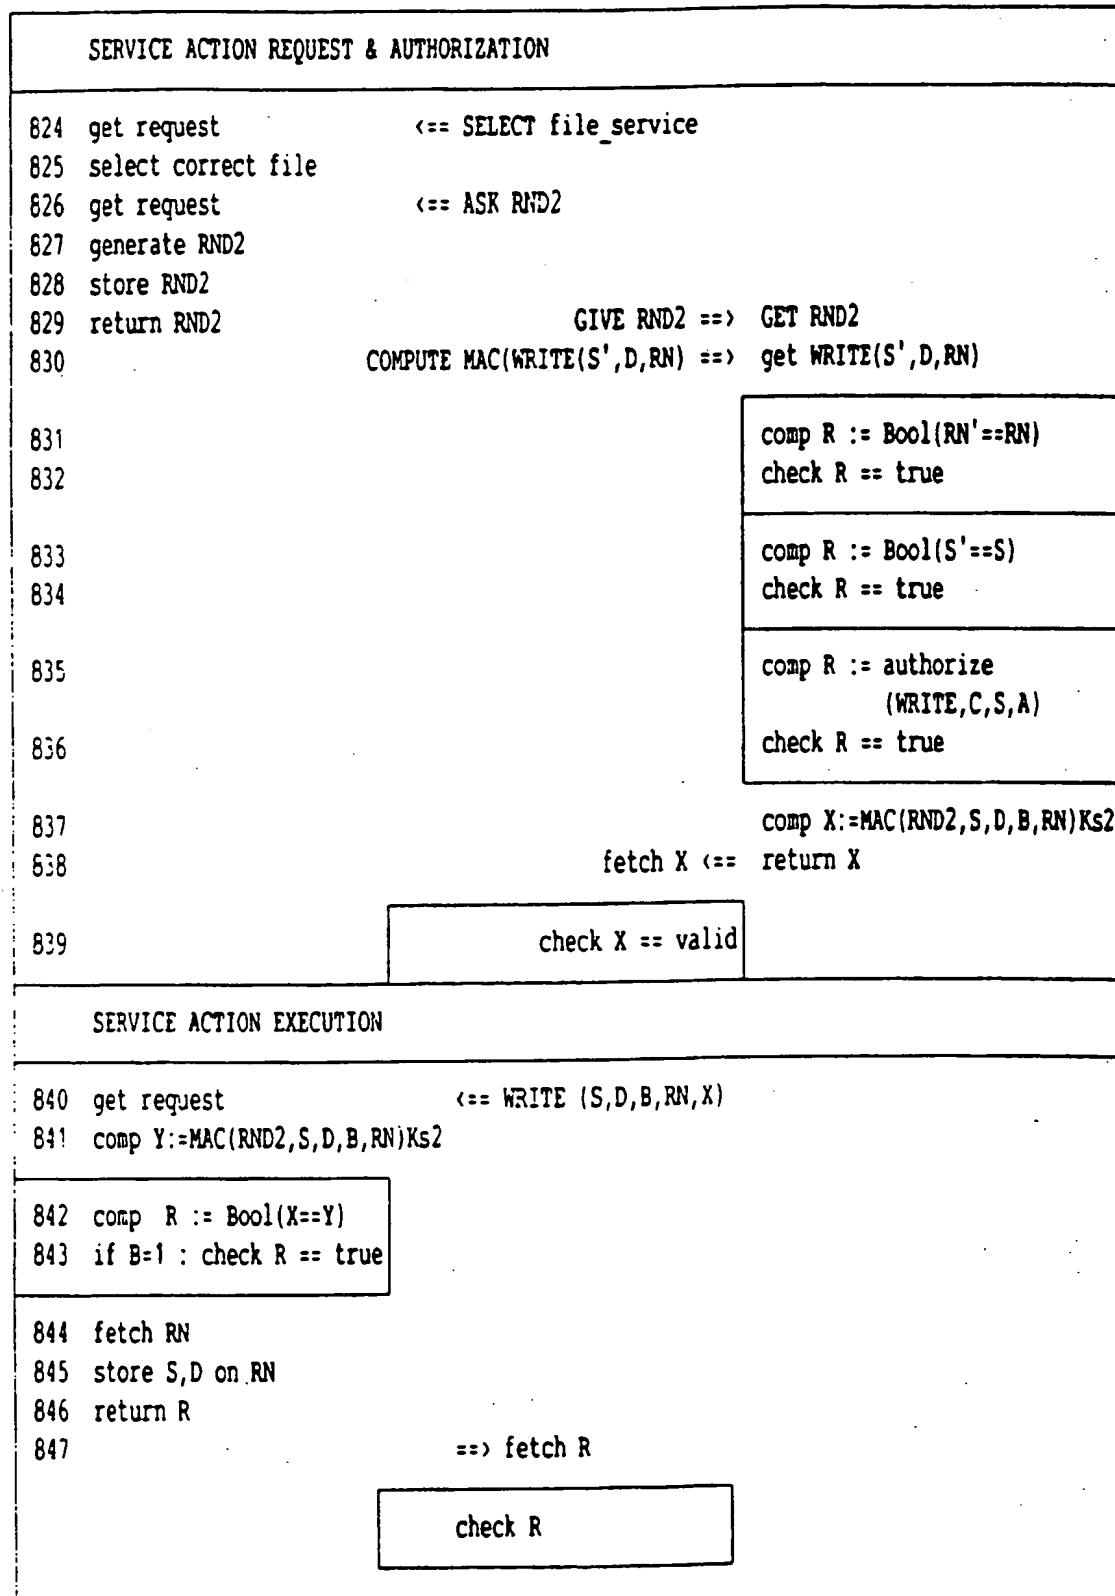 SERVICE ACTION REQUEST & AUTHORIZATION
824 get request <== SELECT file_service
825 select correct file
826 get request <== ASK RND2
827 generate RND2
828 store RND2
829 return RND2 GIVE RND2 ==> GET RND2
830 COMPUTE MAC(WRITE(S',D,RN) ==> get WRITE(S',D,RN)
831 comp R := Bool(RN'==RN)
832 check R == true
833 comp R := Bool(S'==S)
834 check R == true
835 comp R := authorize
(WRITE,C,S,A)
836 check R == true
837 comp X:=MAC(RND2,S,D,B,RN)Ks2
838 fetch X <== return X
839 check X == valid
SERVICE ACTION EXECUTION
840 get request <== WRITE (S,D,B,RN,X)
841 comp Y:=MAC(RND2,S,D,B,RN)Ks2
842 comp R := Bool(X==Y)
843 if B=1 : check R == true
844 fetch RN
845 store S,D on RN
846 return R
847 ==> fetch R
check R